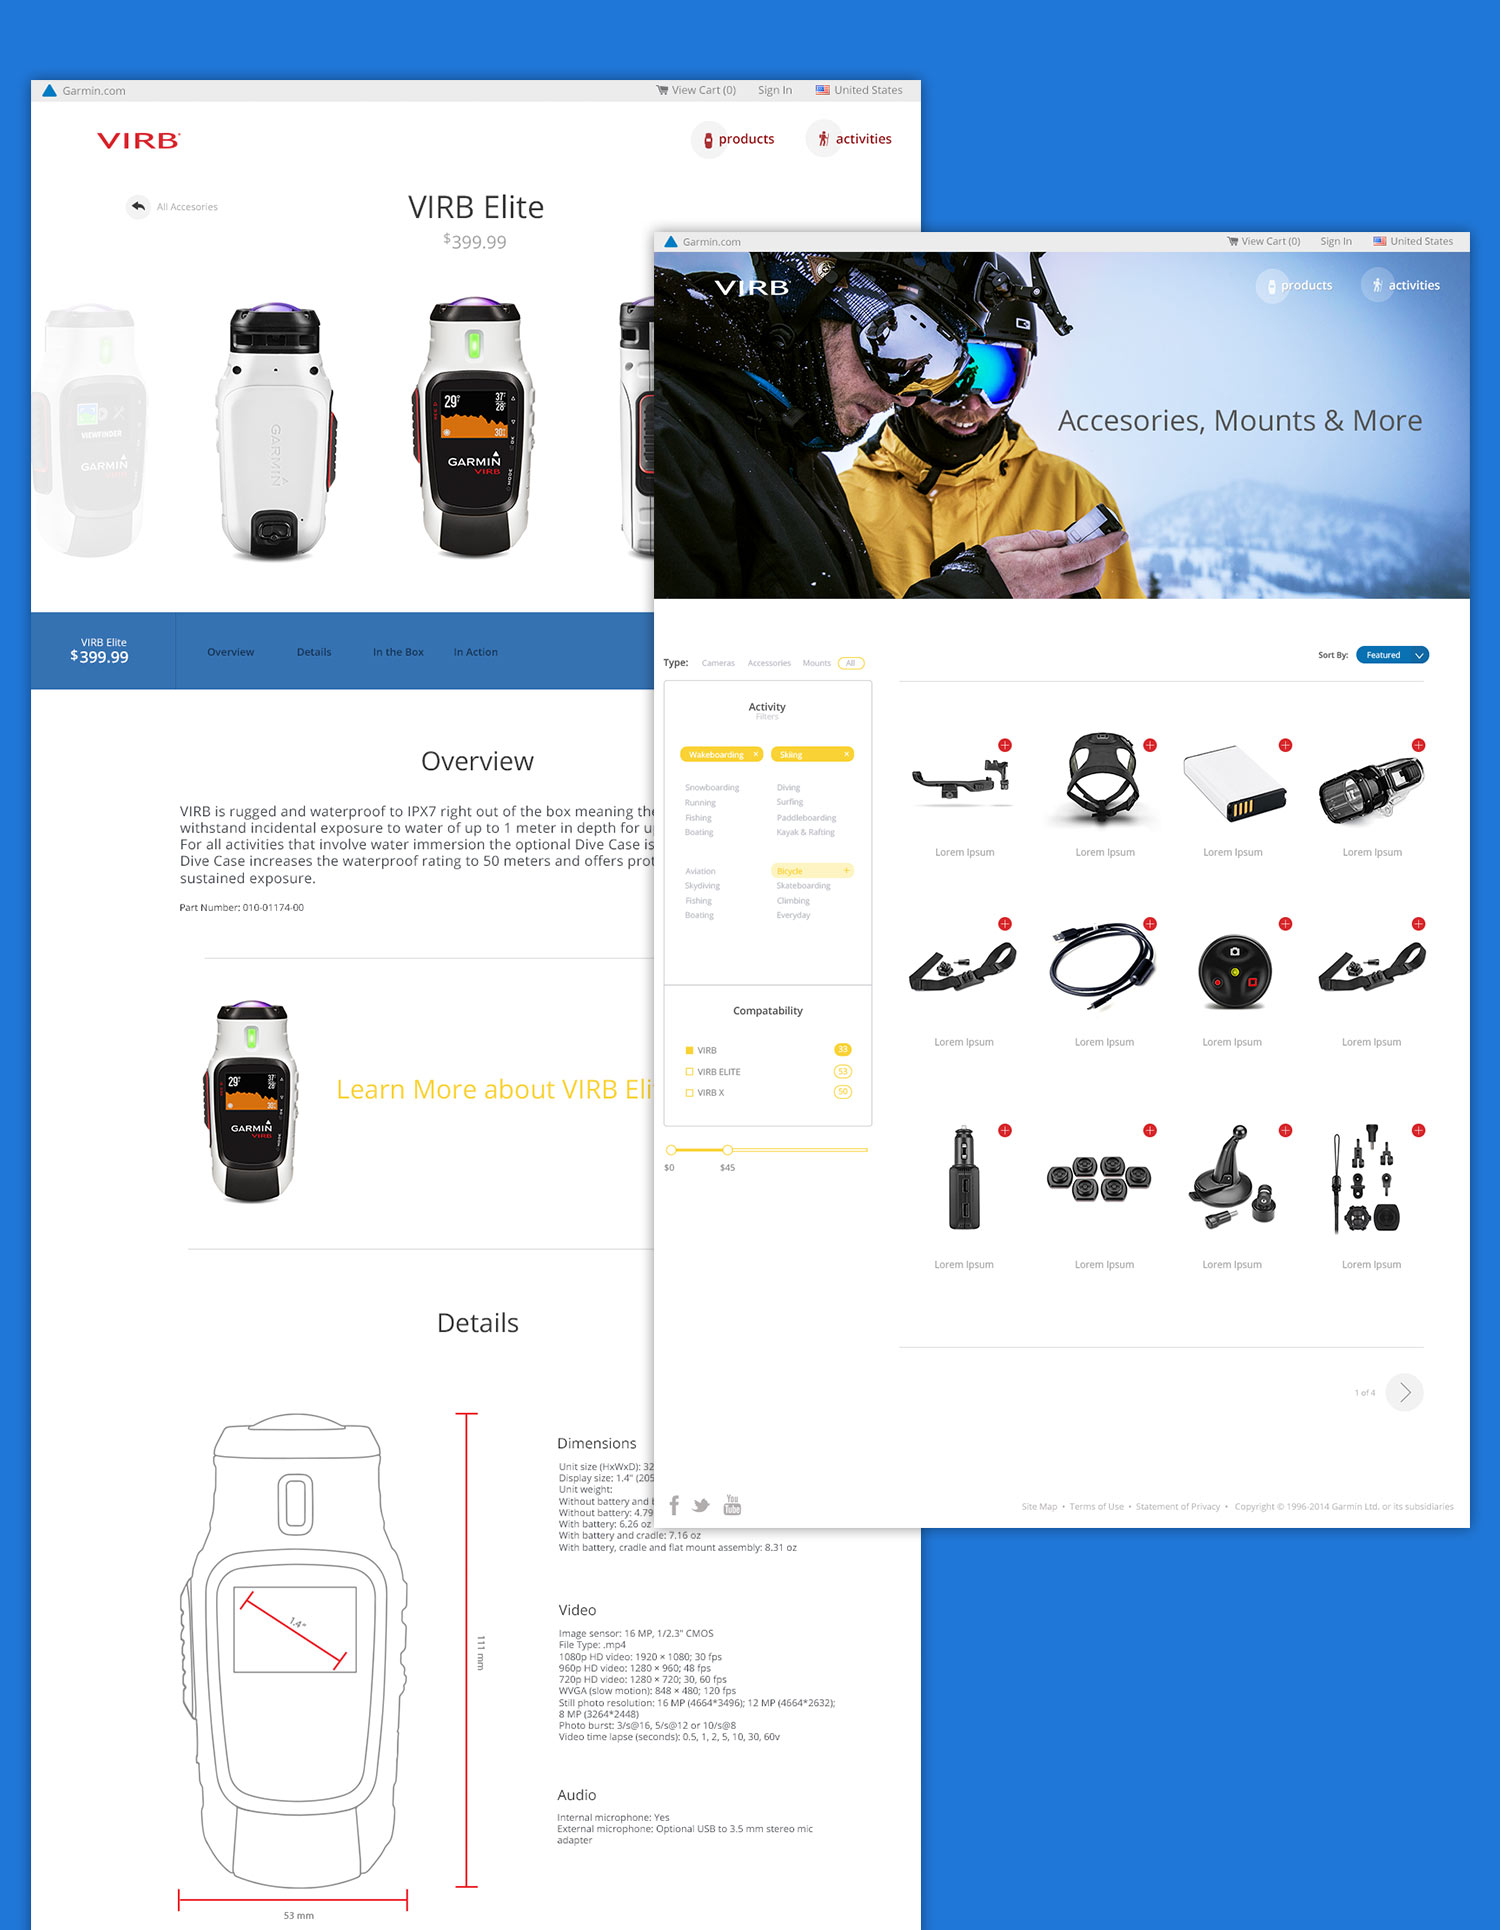 Garmin.com
View Cart (0)
Sign In
United States
VIRB
products
activities
All Accesories
VIRB Elite
$399.99
GARMIN
29°
37°
28°
30%
OK
MODE
GARMIN
VIRB
VIEWFINDER
GARMIN
VIRB Elite
$399.99
Overview
Details
In the Box
In Action
Overview
VIRB is rugged and waterproof to IPX7 right out of the box meaning the
withstand incidental exposure to water of up to 1 meter in depth for u
For all activities that involve water immersion the optional Dive Case is
Dive Case increases the waterproof rating to 50 meters and offers prot
sustained exposure.
Part Number: 010-01174-00
29°
37°
28°
30%
GARMIN
VIRB
Learn More about VIRB Eli
Details
1.4"
111 mm
53 mm
Dimensions
Unit size (HxWxD): 32
Display size: 1.4" (205
Unit weight:
Without battery and
Without battery: 4.79
With battery: 6.26 oz
With battery and cradle: 7.16 oz
With battery, cradle and flat mount assembly: 8.31 oz
Video
Image sensor: 16 MP, 1/2.3" CMOS
File Type: .mp4
1080p HD video: 1920 × 1080; 30 fps
960p HD video: 1280 × 960; 48 fps
720p HD video: 1280 × 720; 30, 60 fps
WVGA (slow motion): 848 × 480; 120 fps
Still photo resolution: 16 MP (4664*3496); 12 MP (4664*2632);
8 MP (3264*2448)
Photo burst: 3/s@16, 5/s@12 or 10/s@8
Video time lapse (seconds): 0.5, 1, 2, 5, 10, 30, 60v
Audio
Internal microphone: Yes
External microphone: Optional USB to 3.5 mm stereo mic
adapter
Garmin.com
View Cart (0)
Sign In
United States
VIRB
products
activities
Accesories, Mounts & More
Type:
Cameras
Accessories
Mounts
All
Sort By:
Featured
Activity
Filters
Wakeboarding ×
Skiing ×
Snowboarding
Running
Fishing
Boating
Diving
Surfing
Paddleboarding
Kayak & Rafting
Aviation
Skydiving
Fishing
Boating
Bicycle +
Skateboarding
Climbing
Everyday
Compatability
VIRB 33
VIRB ELITE 53
VIRB X 50
$0
$45
Lorem Ipsum
Lorem Ipsum
Lorem Ipsum
Lorem Ipsum
Lorem Ipsum
Lorem Ipsum
Lorem Ipsum
Lorem Ipsum
Lorem Ipsum
Lorem Ipsum
Lorem Ipsum
Lorem Ipsum
1 of 4
You
Tube
Site Map • Terms of Use • Statement of Privacy • Copyright © 1996-2014 Garmin Ltd. or its subsidiaries